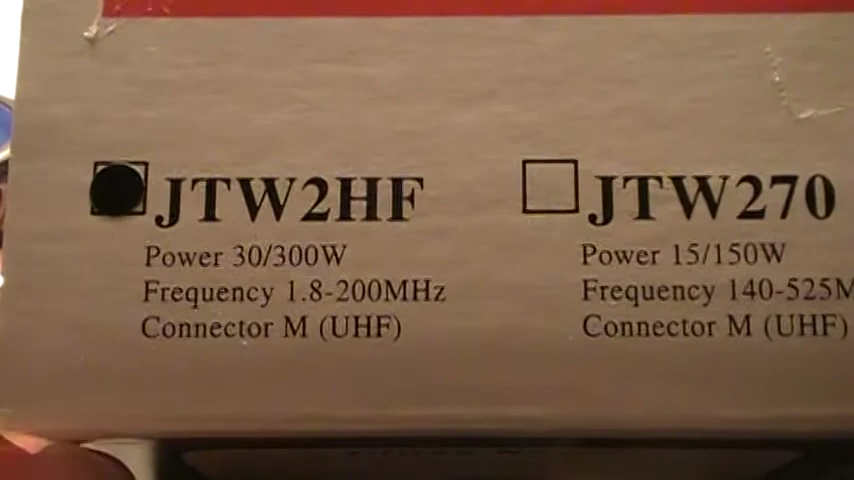 JTW2HF
Power 30/300W
Frequency 1.8-200MHz
Connector M (UHF)
JTW270
Power 15/150W
Frequency 140-525M
Connector M (UHF)